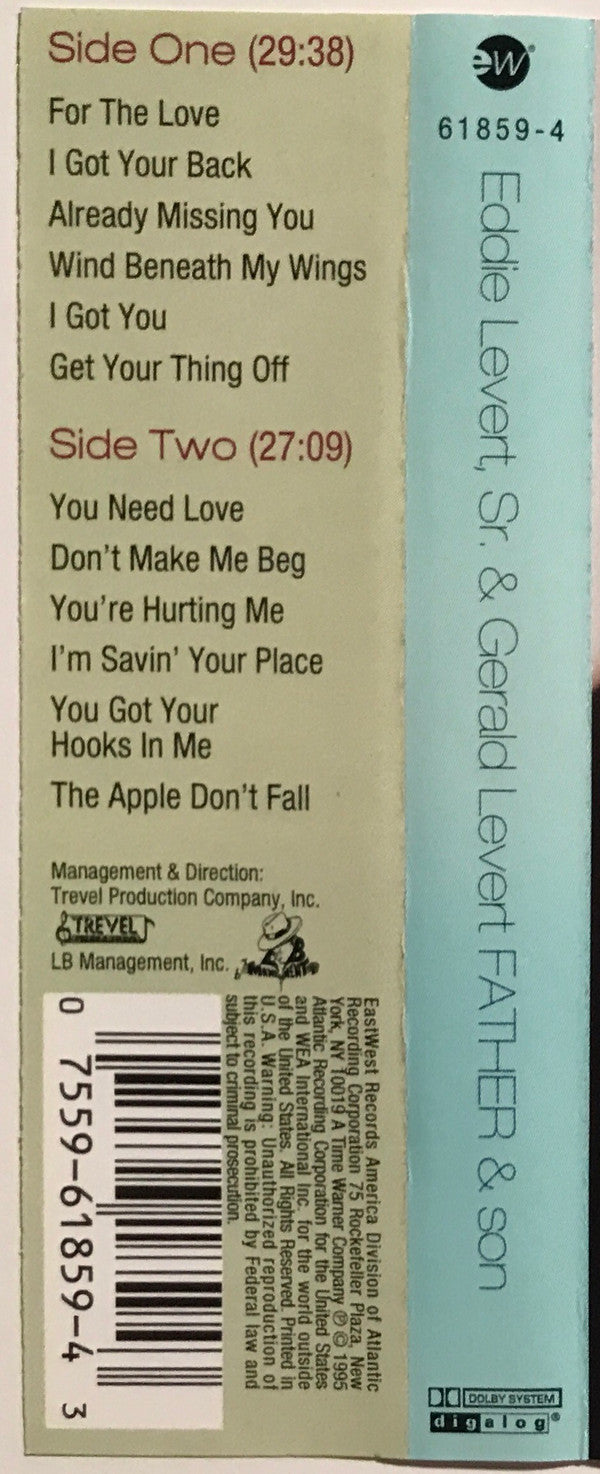 Side One (29:38)
For The Love
I Got Your Back
Already Missing You
Wind Beneath My Wings
I Got You
Get Your Thing Off
Side Two (27:09)
You Need Love
Don't Make Me Beg
You're Hurting Me
I'm Savin' Your Place
You Got Your
Hooks In Me
The Apple Don't Fall
Management & Direction:
Trevel Production Company, Inc.
TREVEL
LB Management, Inc.
LB
EastWest Records America Division of Atlantic
Recording Corporation 75 Rockefeller Plaza, New
York, NY 10019 A Time Warner Company ℗ © 1995
Atlantic Recording Corporation for the United States
and WEA International Inc. for the world outside
of the United States. All Rights Reserved. Printed in
U.S.A. Warning: Unauthorized reproduction of
this recording is prohibited by Federal law and
subject to criminal prosecution.
0 7559-61859-4 3
ew®
61859-4
Eddie Levert, Sr. & Gerald Levert FATHER & son
DOLBY SYSTEM
digalog®